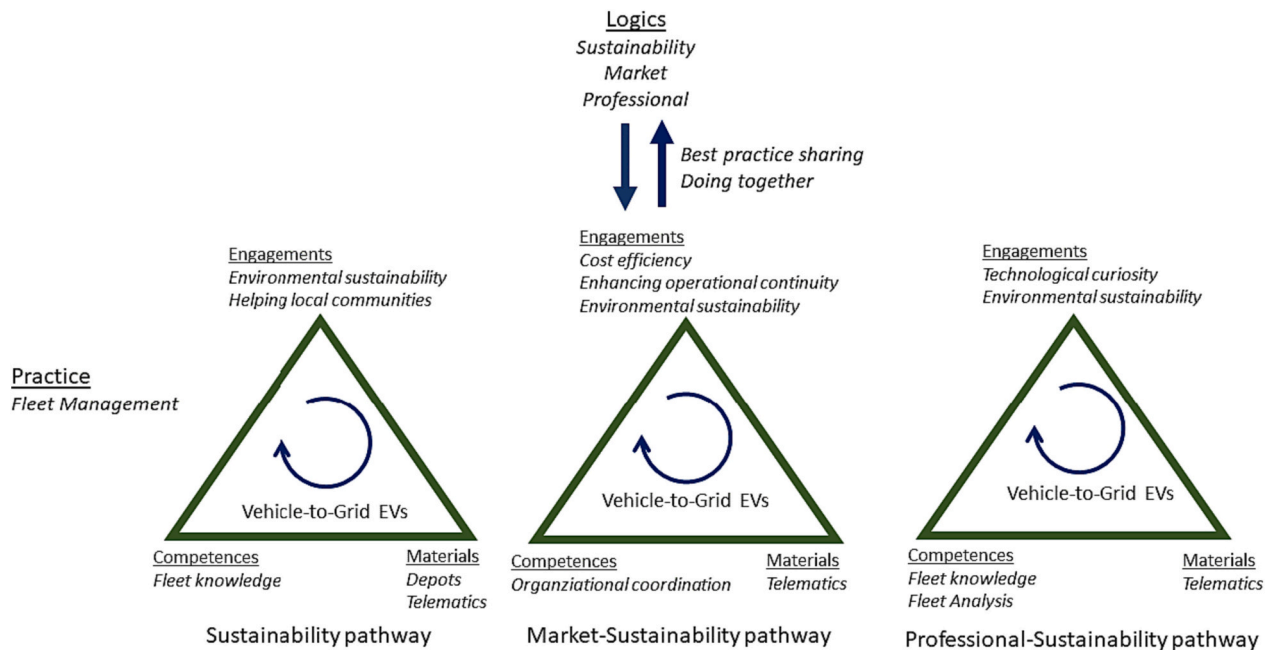 Logics
Sustainability
Market
Professional
Best practice sharing
Doing together
Engagements
Environmental sustainability
Helping local communities
Engagements
Cost efficiency
Enhancing operational continuity
Environmental sustainability
Engagements
Technological curiosity
Environmental sustainability
Practice
Fleet Management
Vehicle-to-Grid EVs
Vehicle-to-Grid EVs
Vehicle-to-Grid EVs
Competences
Fleet knowledge
Materials
Depots
Telematics
Competences
Organziational coordination
Materials
Telematics
Competences
Fleet knowledge
Fleet Analysis
Materials
Telematics
Sustainability pathway
Market-Sustainability pathway
Professional-Sustainability pathway